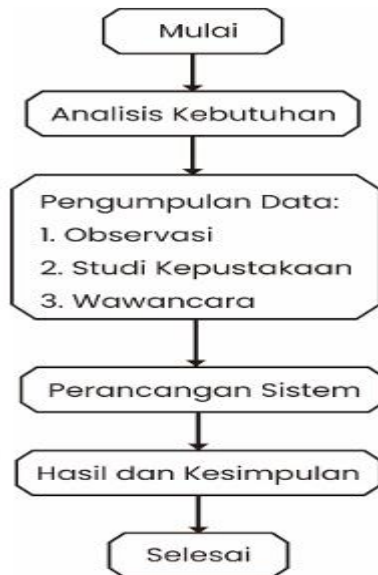 Mulai
Analisis Kebutuhan
Pengumpulan Data:
1. Observasi
2. Studi Kepustakaan
3. Wawancara
Perancangan Sistem
Hasil dan Kesimpulan
Selesai